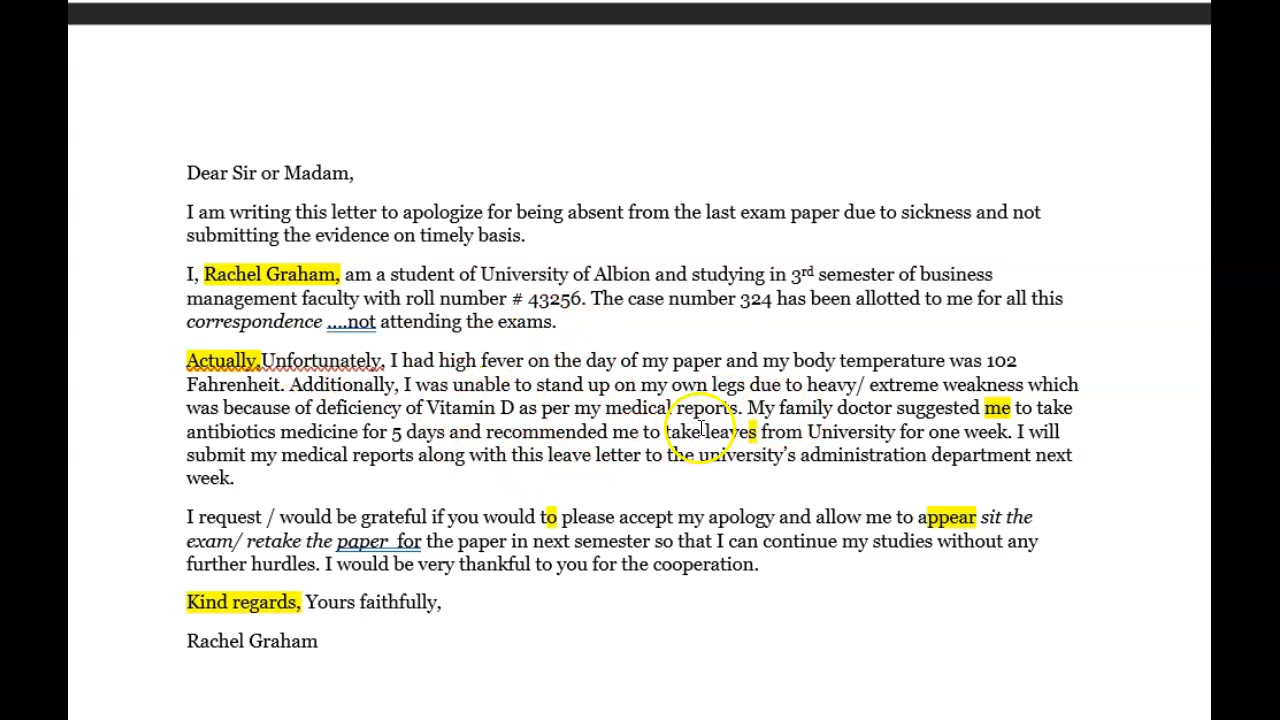 Dear Sir or Madam,
I am writing this letter to apologize for being absent from the last exam paper due to sickness and not
submitting the evidence on timely basis.
I, Rachel Graham, am a student of University of Albion and studying in 3rd semester of business
management faculty with roll number # 43256. The case number 324 has been allotted to me for all this
correspondence ....not attending the exams.
Actually,Unfortunately, I had high fever on the day of my paper and my body temperature was 102
Fahrenheit. Additionally, I was unable to stand up on my own legs due to heavy/ extreme weakness which
was because of deficiency of Vitamin D as per my medical reports. My family doctor suggested me to take
antibiotics medicine for 5 days and recommended me to take leaves from University for one week. I will
submit my medical reports along with this leave letter to the university's administration department next
week.
I request / would be grateful if you would to please accept my apology and allow me to appear sit the
exam/ retake the paper for the paper in next semester so that I can continue my studies without any
further hurdles. I would be very thankful to you for the cooperation.
Kind regards, Yours faithfully,
Rachel Graham